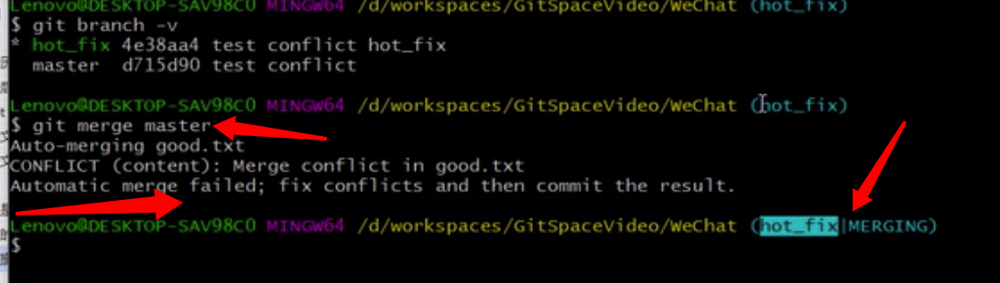 Lenovo@DESKTOP-SAV98C0 MINGW64 /d/workspaces/GitSpaceVideo/WeChat (hot_fix)
$ git branch -v
* hot_fix 4e38aa4 test conflict hot_fix
  master  d715d90 test conflict
Lenovo@DESKTOP-SAV98C0 MINGW64 /d/workspaces/GitSpaceVideo/WeChat (hot_fix)
$ git merge master
Auto-merging good.txt
CONFLICT (content): Merge conflict in good.txt
Automatic merge failed; fix conflicts and then commit the result.
Lenovo@DESKTOP-SAV98C0 MINGW64 /d/workspaces/GitSpaceVideo/WeChat (hot_fix|MERGING)
$